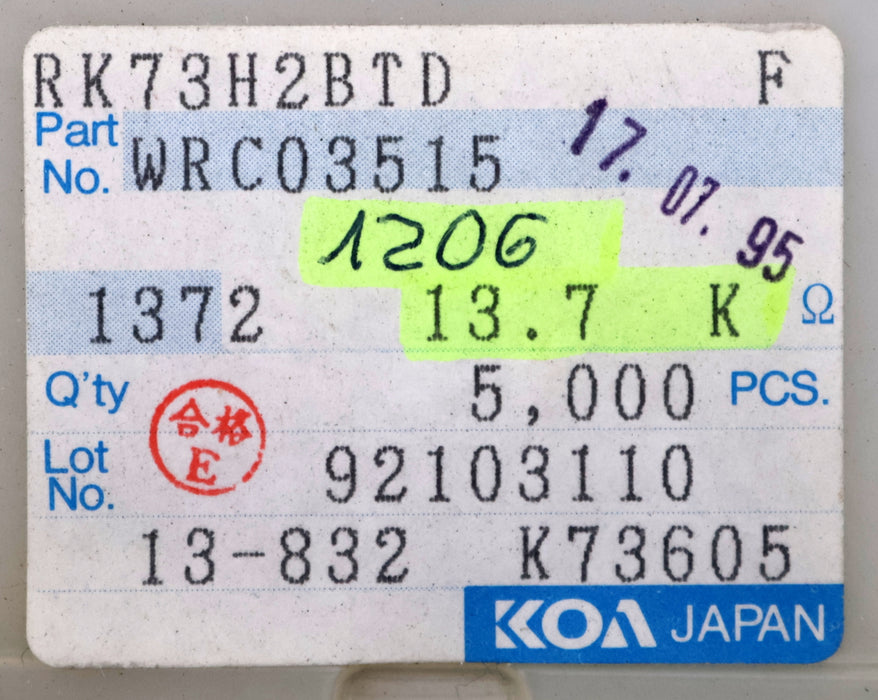 RK73H2BTD F
Part No. WRC03515
17. 07. 95
1206
1372 13.7 K Ω
Q'ty 5,000 PCS.
合格
E
Lot No. 92103110
13-832 K73605
KOA JAPAN